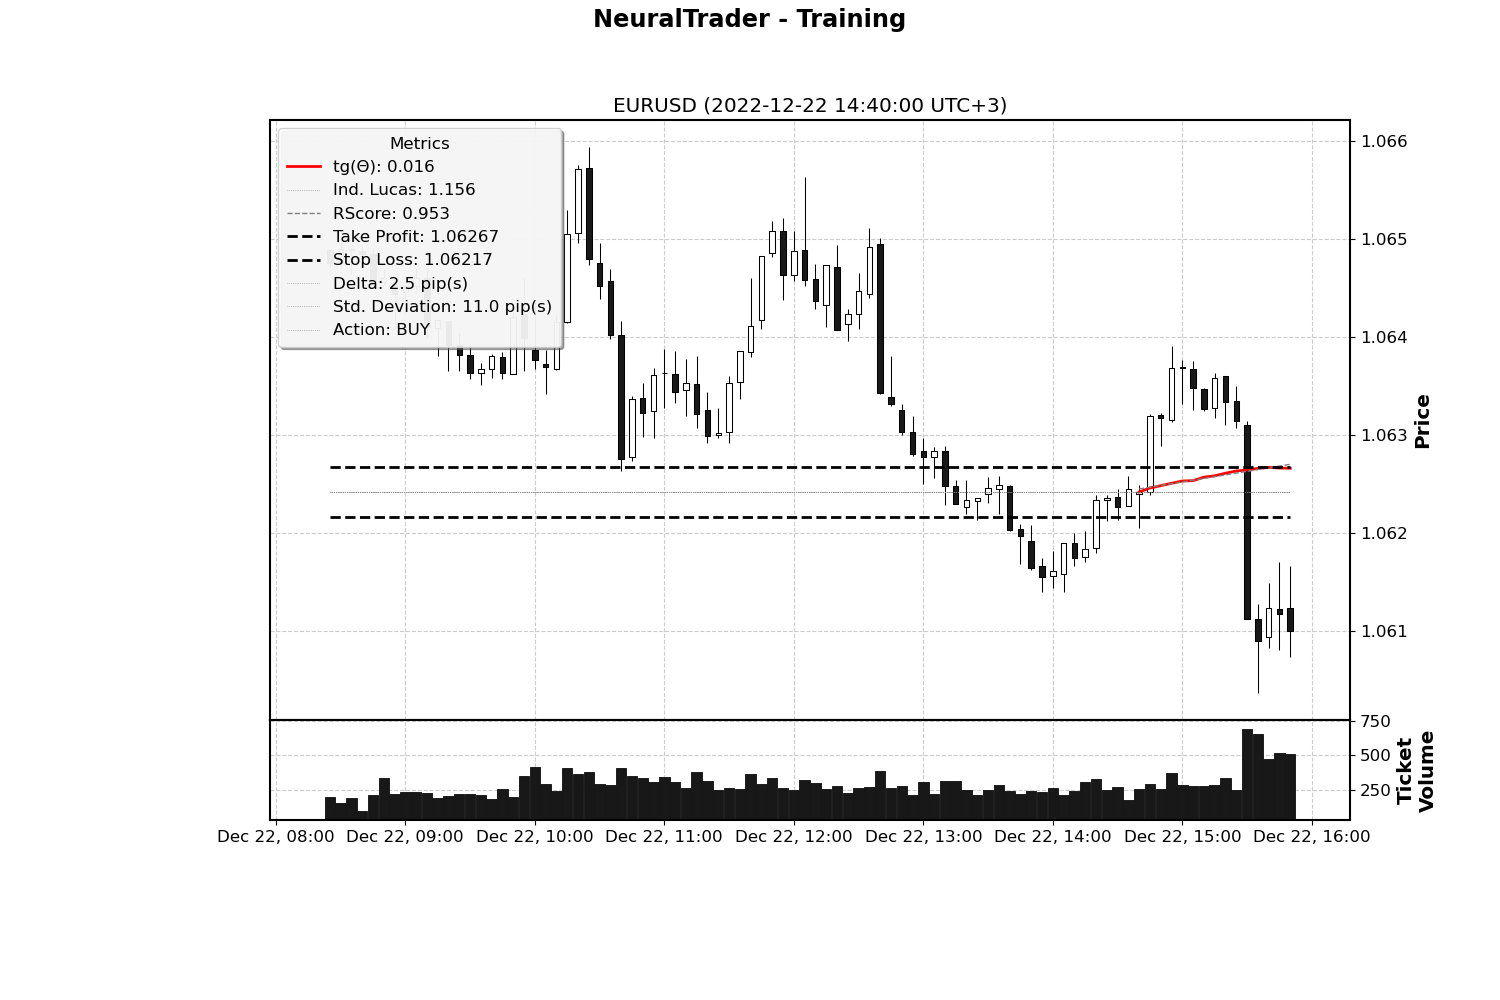 NeuralTrader - Training
EURUSD (2022-12-22 14:40:00 UTC+3)
Metrics
tg(Θ): 0.016
Ind. Lucas: 1.156
RScore: 0.953
Take Profit: 1.06267
Stop Loss: 1.06217
Delta: 2.5 pip(s)
Std. Deviation: 11.0 pip(s)
Action: BUY
1.066
1.065
1.064
1.063
1.062
1.061
Price
750
500
250
Ticket
Volume
Dec 22, 08:00 Dec 22, 09:00 Dec 22, 10:00 Dec 22, 11:00 Dec 22, 12:00 Dec 22, 13:00 Dec 22, 14:00 Dec 22, 15:00 Dec 22, 16:00